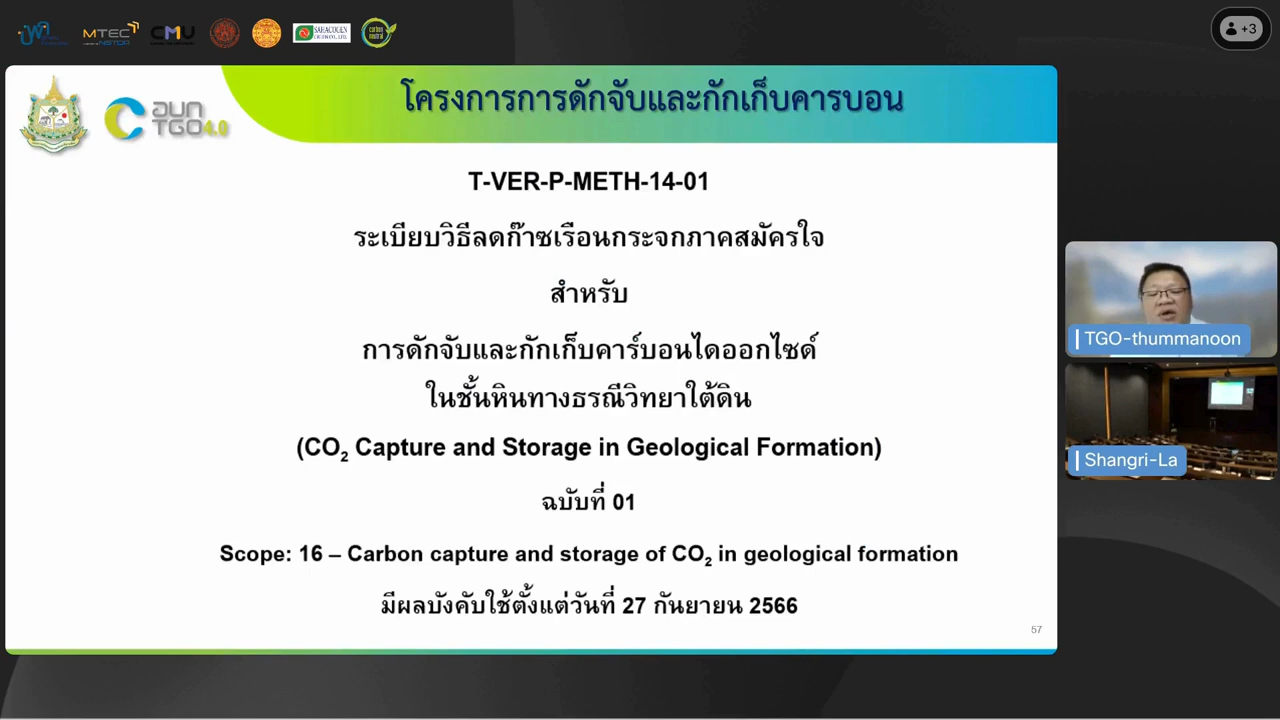 MTEC
NSTDA
CMU
SAHACOGEN
carbon
neutral
+3
อบก
TGO 4.0
โครงการการดักจับและกักเก็บคารบอน
T-VER-P-METH-14-01
ระเบียบวิธีลดก๊าซเรือนกระจกภาคสมัครใจ
สำหรับ
การดักจับและกักเก็บคาร์บอนไดออกไซด์
ในชั้นหินทางธรณีวิทยาใต้ดิน
(CO₂ Capture and Storage in Geological Formation)
ฉบับที่ 01
Scope: 16 – Carbon capture and storage of CO₂ in geological formation
มีผลบังคับใช้ตั้งแต่วันที่ 27 กันยายน 2566
57
TGO-thummanoon
Shangri-La